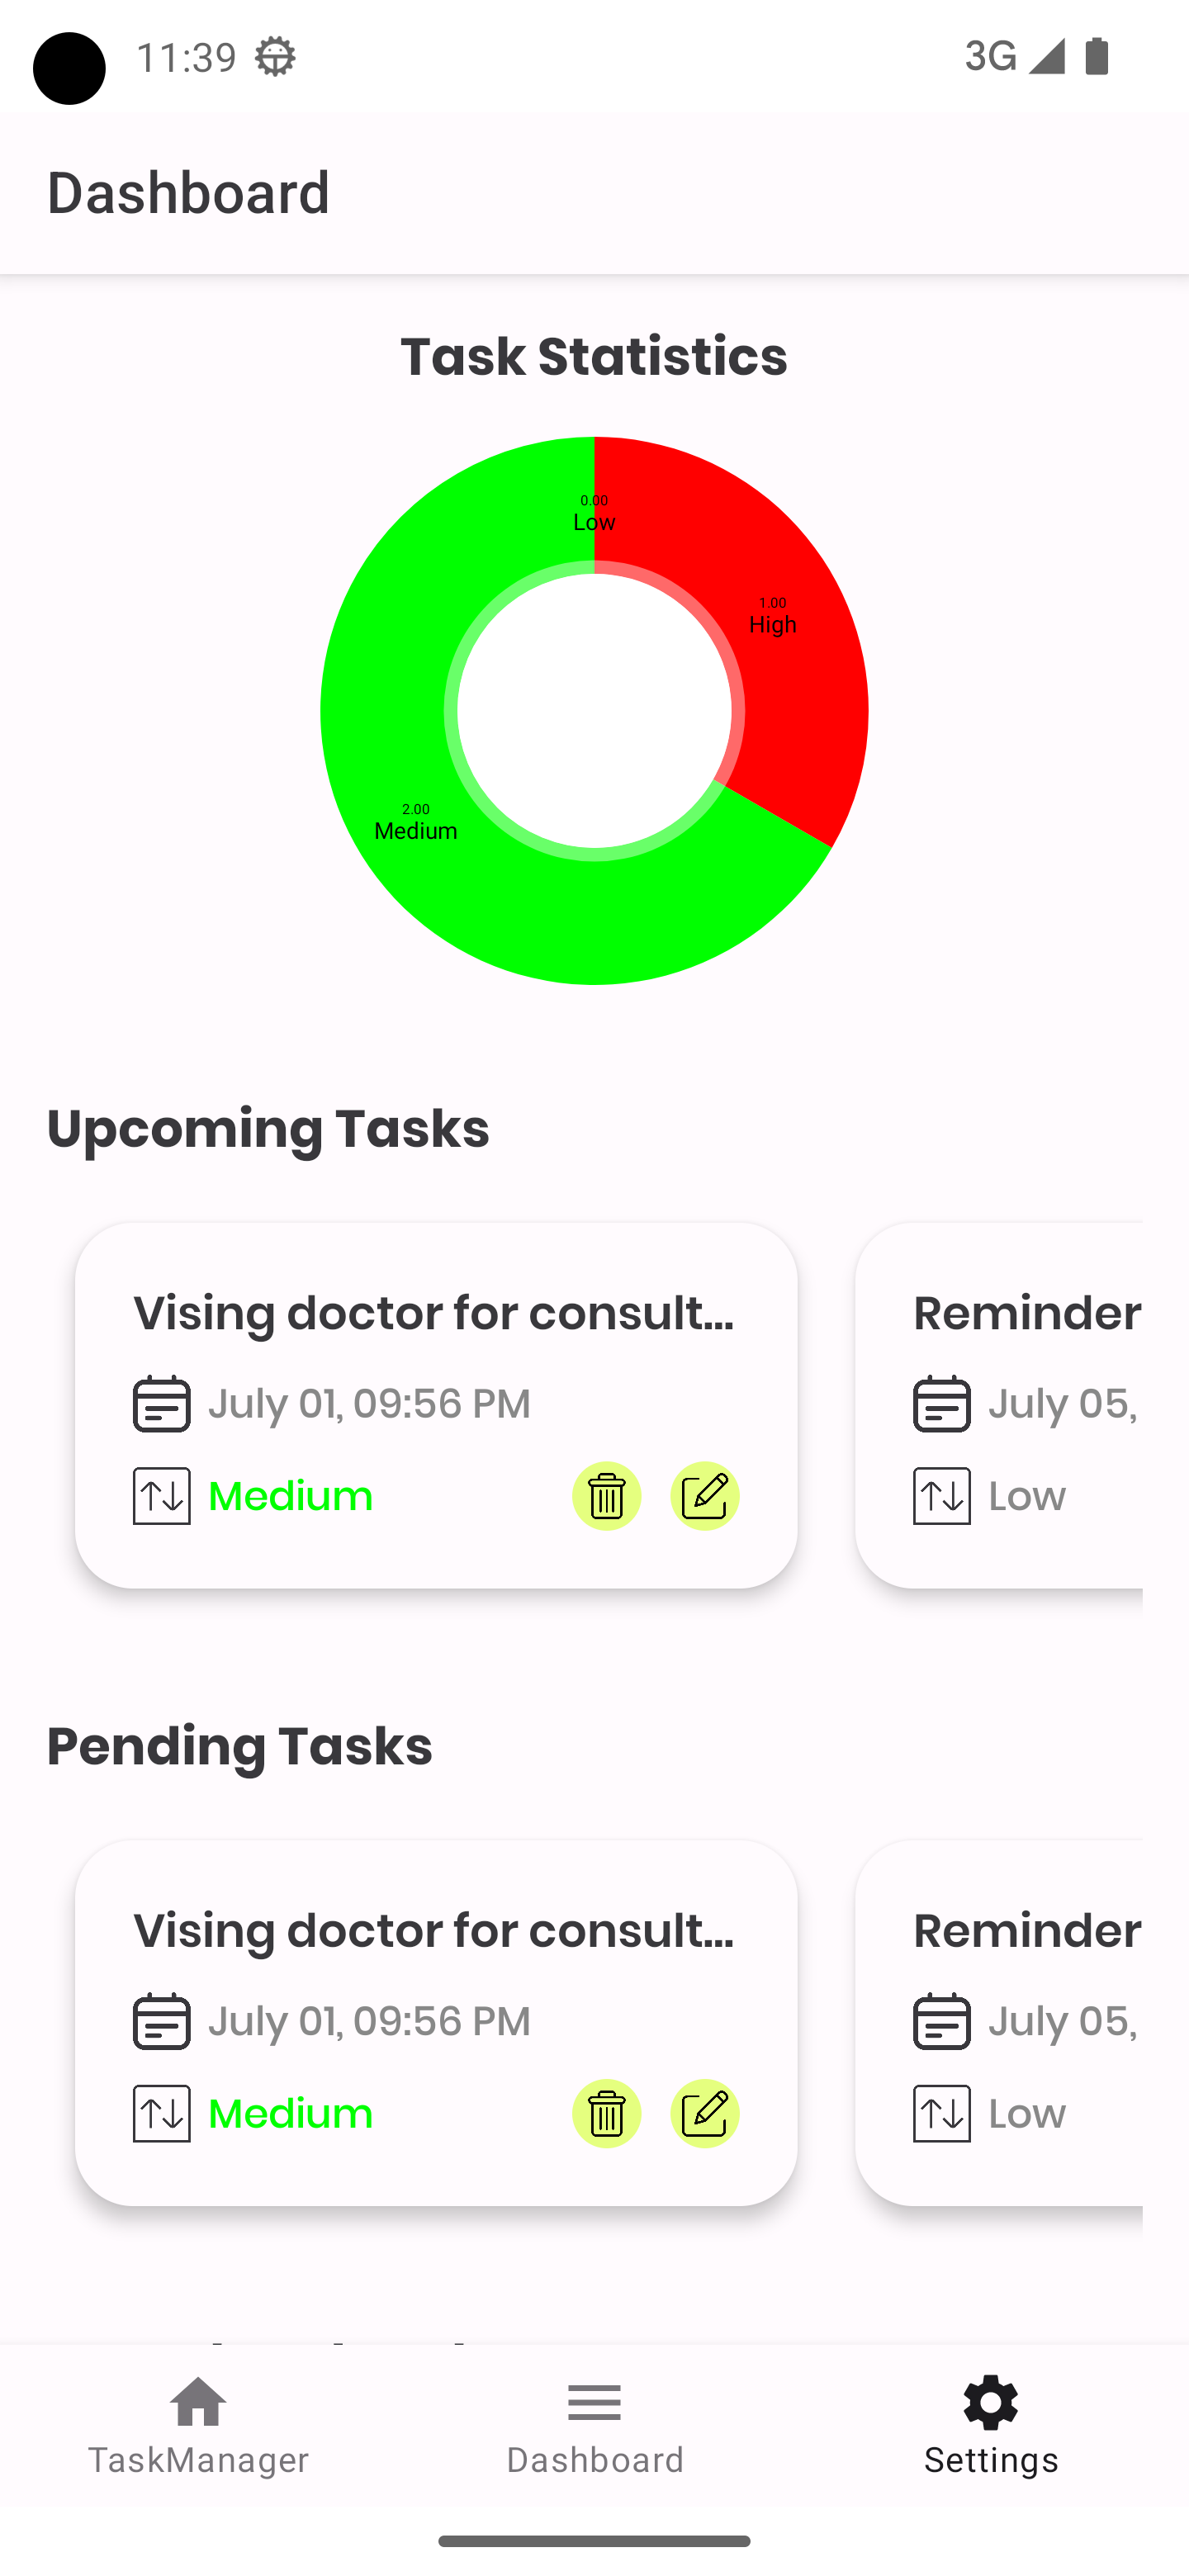 11:39 3G
Dashboard
Task Statistics
0.00
Low
1.00
High
2.00
Medium
Upcoming Tasks
Vising doctor for consult... Reminder
July 01, 09:56 PM July 05,
Medium Low
Pending Tasks
Vising doctor for consult... Reminder
July 01, 09:56 PM July 05,
Medium Low
TaskManager Dashboard Settings